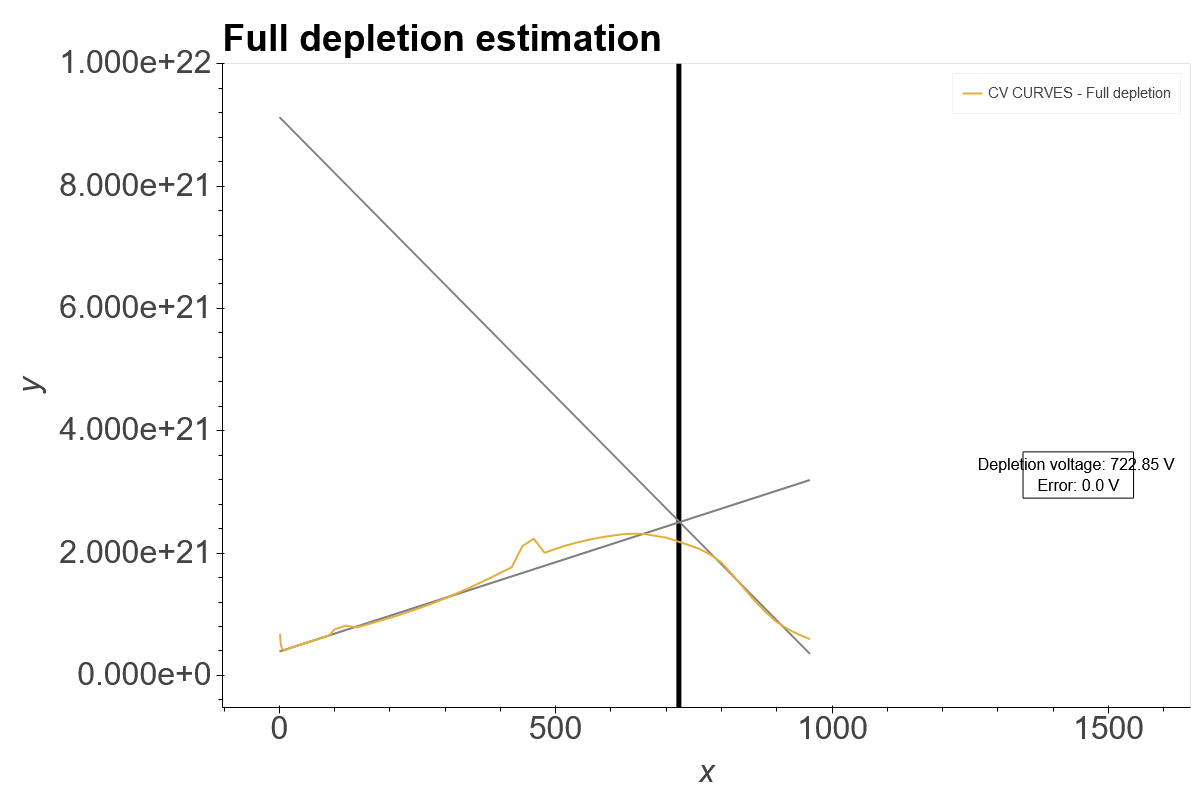 Full depletion estimation
1.000e+22
8.000e+21
6.000e+21
4.000e+21
2.000e+21
0.000e+0
y
CV CURVES - Full depletion
Depletion voltage: 722.85 V
Error: 0.0 V
0
500
1000
1500
x